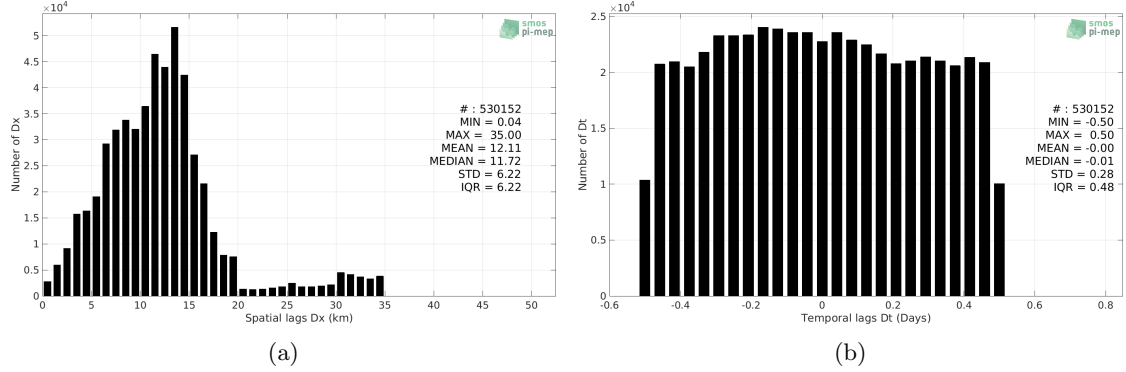 ×10⁴
5
4.5
4
3.5
3
2.5
2
1.5
1
0.5
0
Number of Dx
smos
pi-mep
# : 530152
MIN = 0.04
MAX = 35.00
MEAN = 12.11
MEDIAN = 11.72
STD = 6.22
IQR = 6.22
0 5 10 15 20 25 30 35 40 45 50
Spatial lags Dx (km)
(a)
×10⁴
2.5
2
1.5
1
0.5
0
Number of Dt
smos
pi-mep
# : 530152
MIN = -0.50
MAX = 0.50
MEAN = -0.00
MEDIAN = -0.01
STD = 0.28
IQR = 0.48
-0.6 -0.4 -0.2 0 0.2 0.4 0.6 0.8
Temporal lags Dt (Days)
(b)